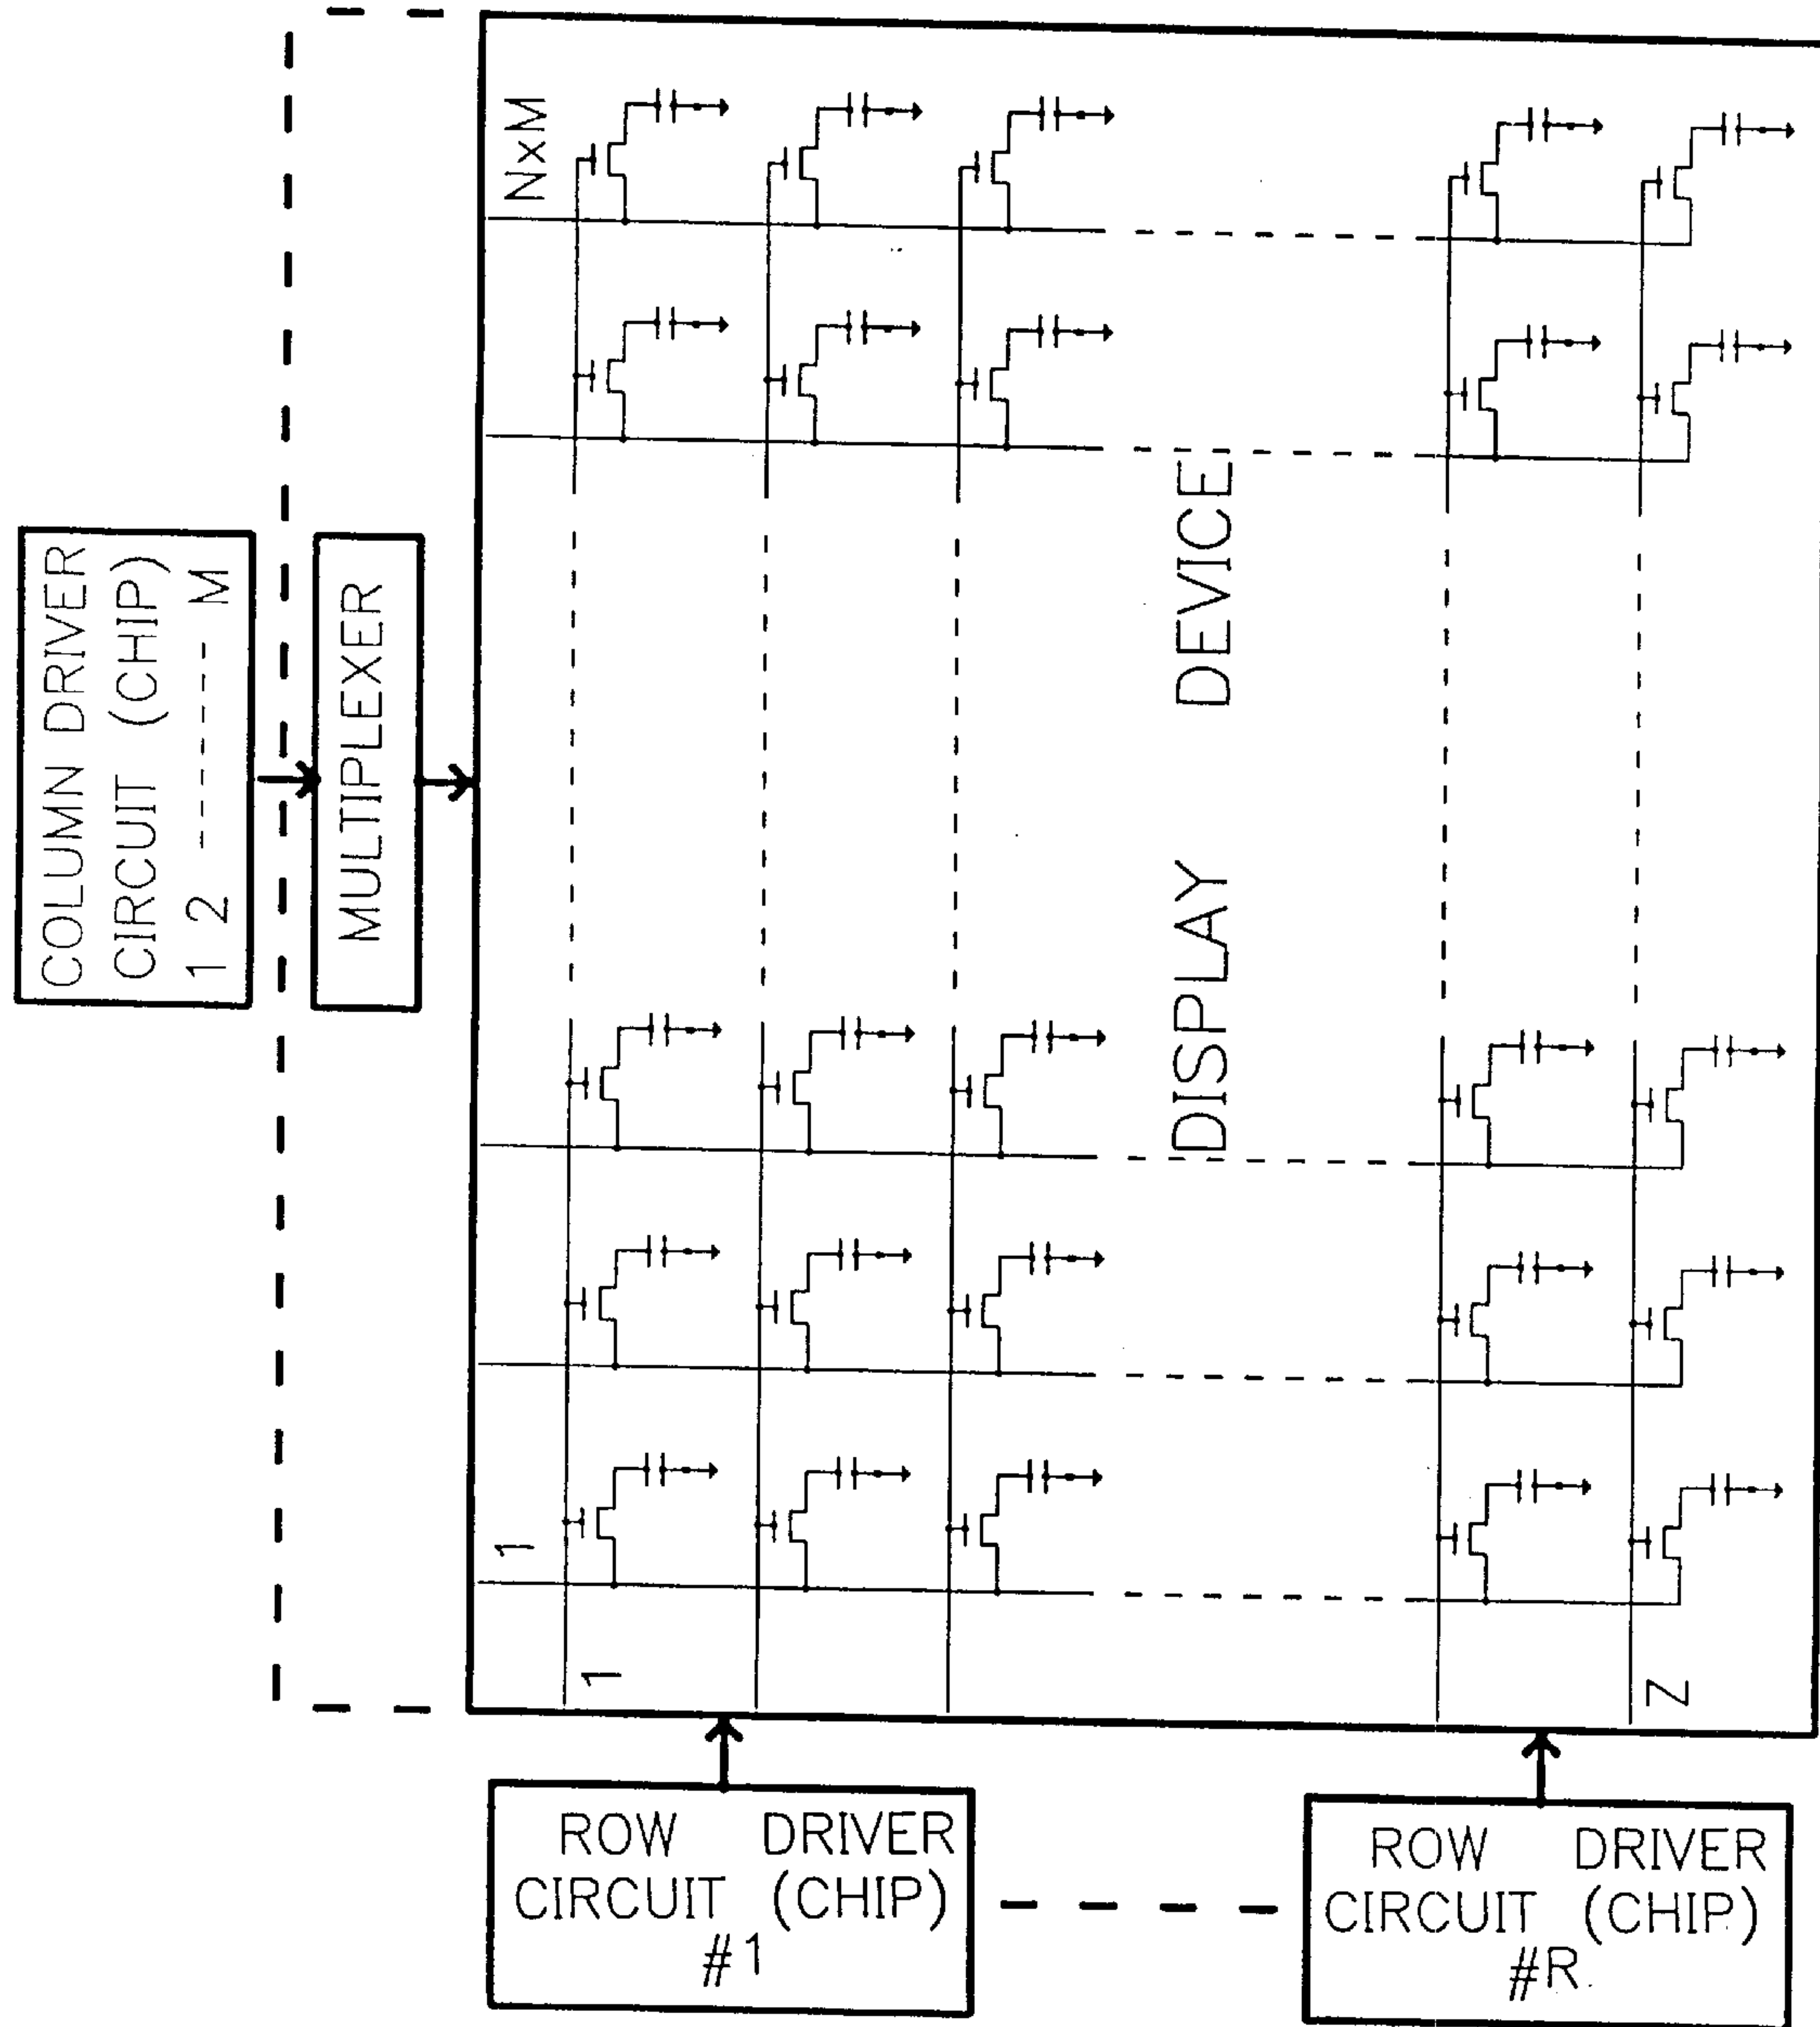 COLUMN DRIVER
CIRCUIT (CHIP)
1 2 -------- M
MULTIPLEXER
1
NxM
1
Z
DISPLAY DEVICE
ROW DRIVER
CIRCUIT (CHIP)
#1
ROW DRIVER
CIRCUIT (CHIP)
#R